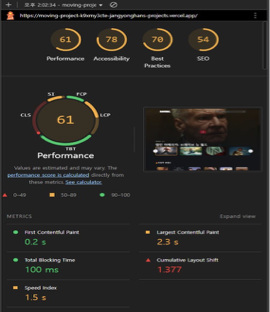 오후 2:02:34 - moving-proje
https://moving-project-k9xmy3cte-jangyonghans-projects.vercel.app/
61
78
70
54
Performance
Accessibility
Best Practices
SEO
SI
FCP
CLS
LCP
TBT
61
Performance
Values are estimated and may vary. The
performance score is calculated directly from
these metrics. See calculator.
0–49
50–89
90–100
METRICS
Expand view
First Contentful Paint
0.2 s
Largest Contentful Paint
2.3 s
Total Blocking Time
100 ms
Cumulative Layout Shift
1.377
Speed Index
1.5 s